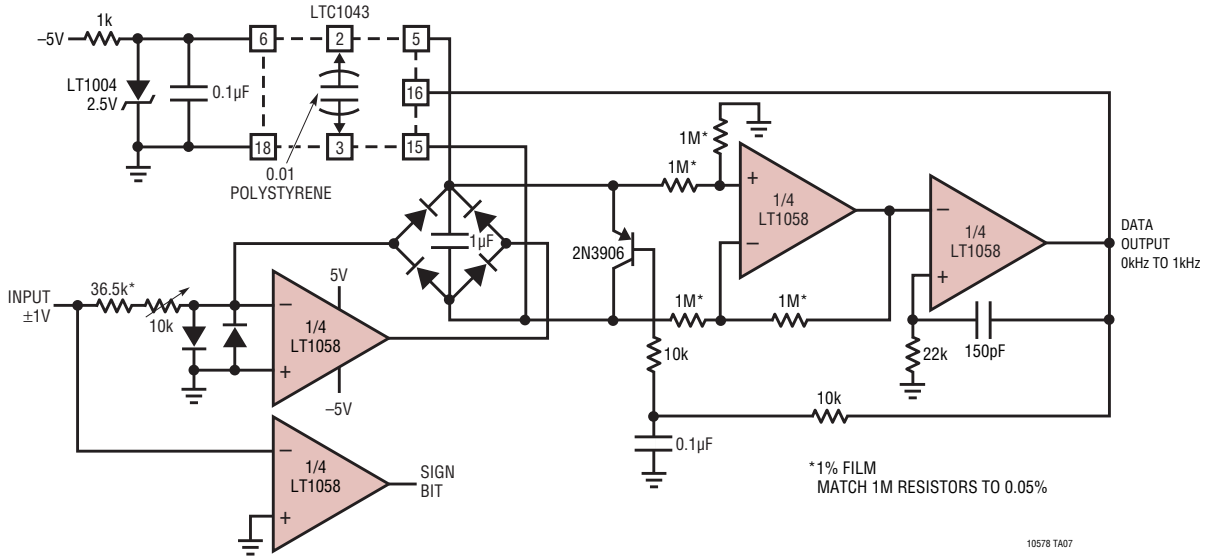 1k
LTC1043
–5V
6
2
5
LT1004
2.5V
0.1µF
16
18
3
15
0.01
POLYSTYRENE
1M*
1M*
+
–
1/4
LT1058
–
+
1/4
LT1058
DATA
OUTPUT
0kHz TO 1kHz
1µF
2N3906
INPUT
±1V
36.5k*
10k
5V
–
1/4
LT1058
+
–5V
1M*
1M*
10k
22k
150pF
10k
0.1µF
–
1/4
LT1058
+
SIGN
BIT
*1% FILM
MATCH 1M RESISTORS TO 0.05%
10578 TA07